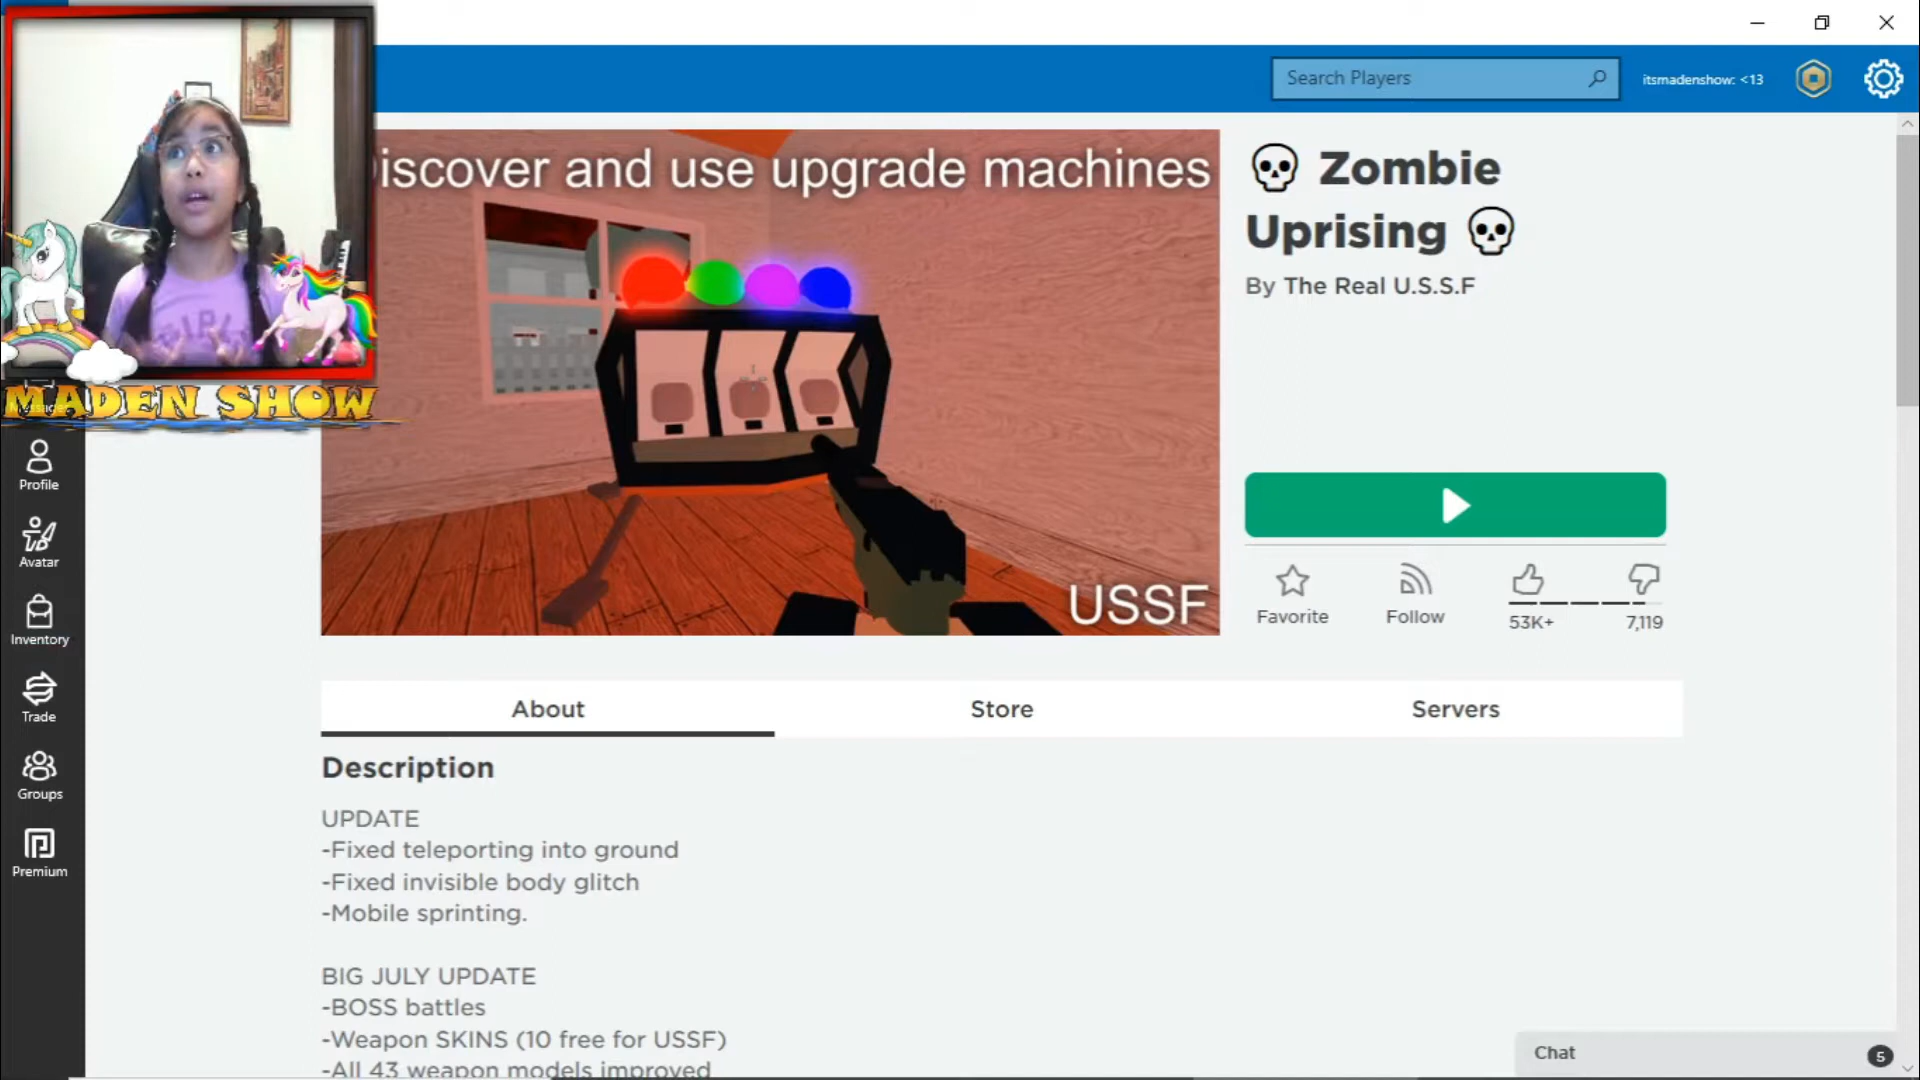 Search Players
itsmadenshow: <13
iscover and use upgrade machines
USSF
Zombie
Uprising
By The Real U.S.S.F
MADEN SHOW
Profile
Avatar
Inventory
Trade
Groups
Premium
Favorite
Follow
53K+
7,119
About
Store
Servers
Description
UPDATE
-Fixed teleporting into ground
-Fixed invisible body glitch
-Mobile sprinting.
BIG JULY UPDATE
-BOSS battles
-Weapon SKINS (10 free for USSF)
-All 43 weapon models improved
Chat
5